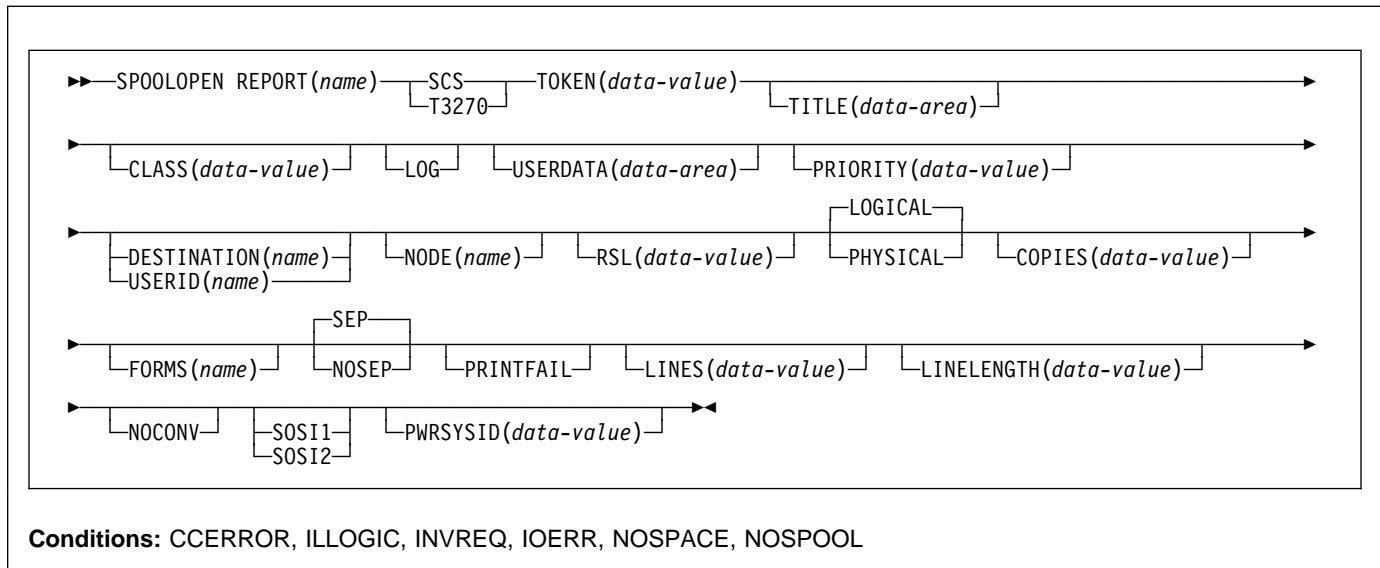 SPOOLOPEN REPORT(name) SCS TOKEN(data-value)
T3270 TITLE(data-area)
CLASS(data-value) LOG USERDATA(data-area) PRIORITY(data-value)
LOGICAL
DESTINATION(name) NODE(name) RSL(data-value) PHYSICAL COPIES(data-value)
USERID(name)
SEP
FORMS(name) NOSEP PRINTFAIL LINES(data-value) LINELENGTH(data-value)
NOCONV SOSI1 PWRSYSID(data-value)
SOSI2
Conditions: CCERROR, ILLOGIC, INVREQ, IOERR, NOSPACE, NOSPOOL